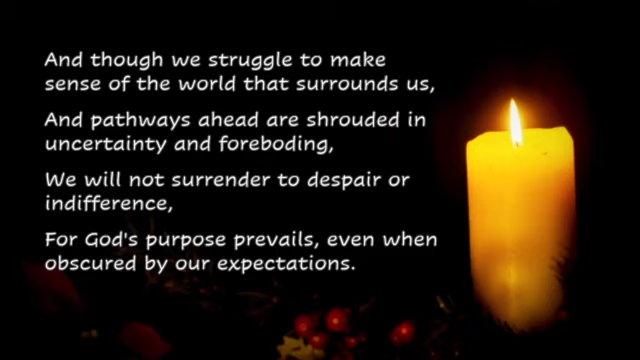 And though we struggle to make
sense of the world that surrounds us,
And pathways ahead are shrouded in
uncertainty and foreboding,
We will not surrender to despair or
indifference,
For God's purpose prevails, even when
obscured by our expectations.